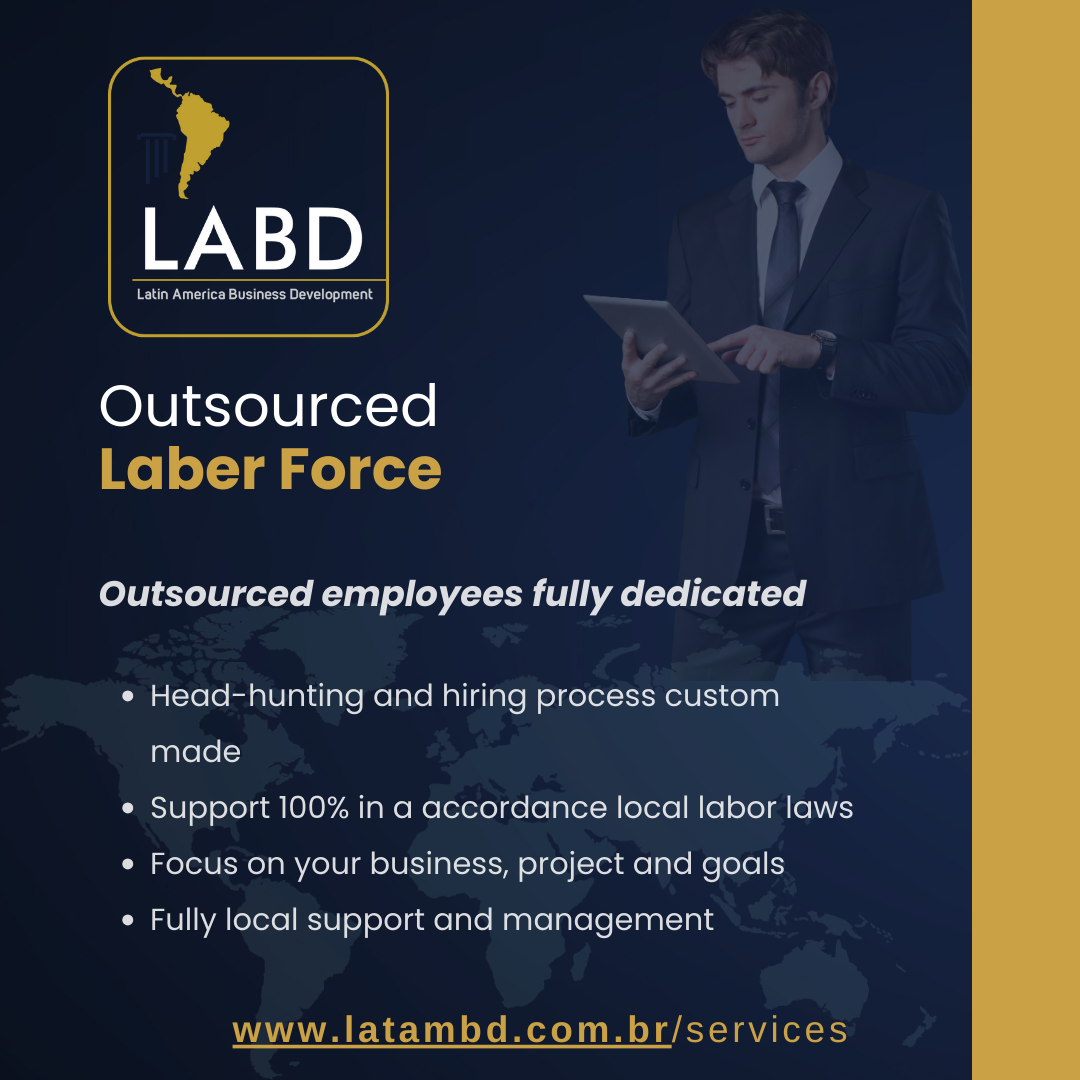 LABD
Latin America Business Development
Outsourced
Laber Force
Outsourced employees fully dedicated
• Head-hunting and hiring process custom
made
• Support 100% in a accordance local labor laws
• Focus on your business, project and goals
• Fully local support and management
www.latambd.com.br/services